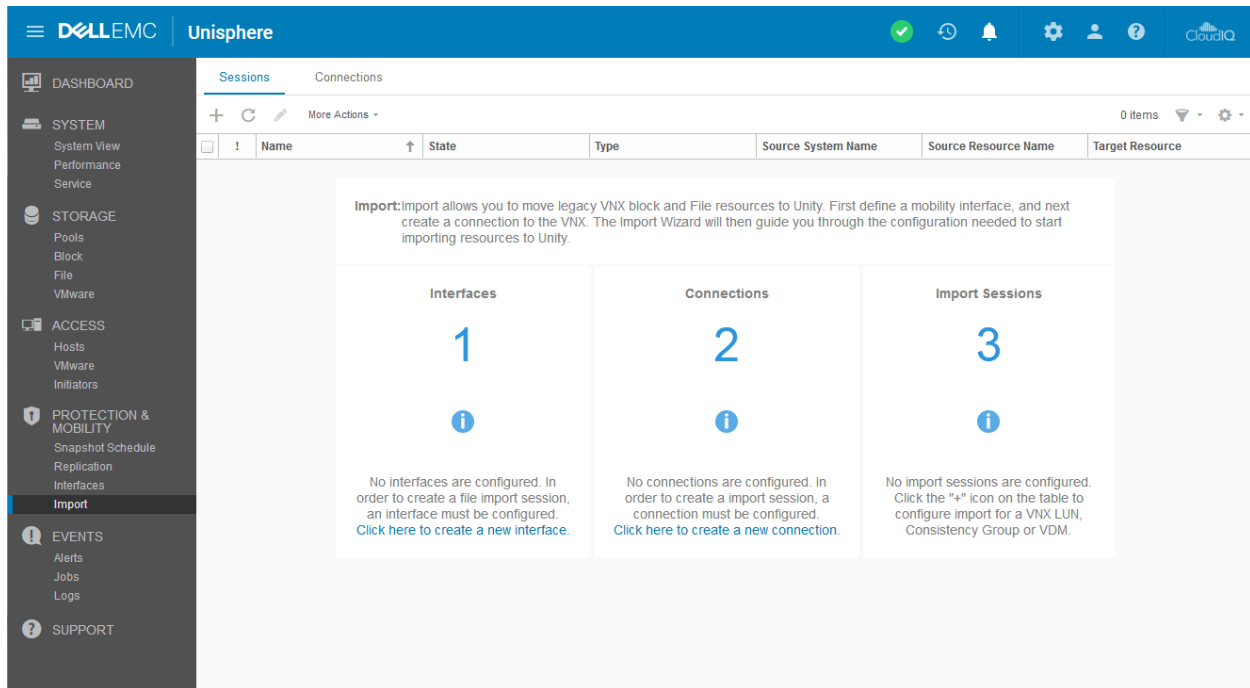 DELLEMC Unisphere CloudIQ
DASHBOARD
SYSTEM
System View
Performance
Service
STORAGE
Pools
Block
File
VMware
ACCESS
Hosts
VMware
Initiators
PROTECTION &
MOBILITY
Snapshot Schedule
Replication
Interfaces
Import
EVENTS
Alerts
Jobs
Logs
SUPPORT
Sessions Connections
More Actions 0 items
! Name State Type Source System Name Source Resource Name Target Resource
Import: Import allows you to move legacy VNX block and File resources to Unity. First define a mobility interface, and next
create a connection to the VNX. The Import Wizard will then guide you through the configuration needed to start
importing resources to Unity.
Interfaces
1
No interfaces are configured. In
order to create a file import session,
an interface must be configured.
Click here to create a new interface.
Connections
2
No connections are configured. In
order to create a import session, a
connection must be configured.
Click here to create a new connection.
Import Sessions
3
No import sessions are configured.
Click the "+" icon on the table to
configure import for a VNX LUN,
Consistency Group or VDM.